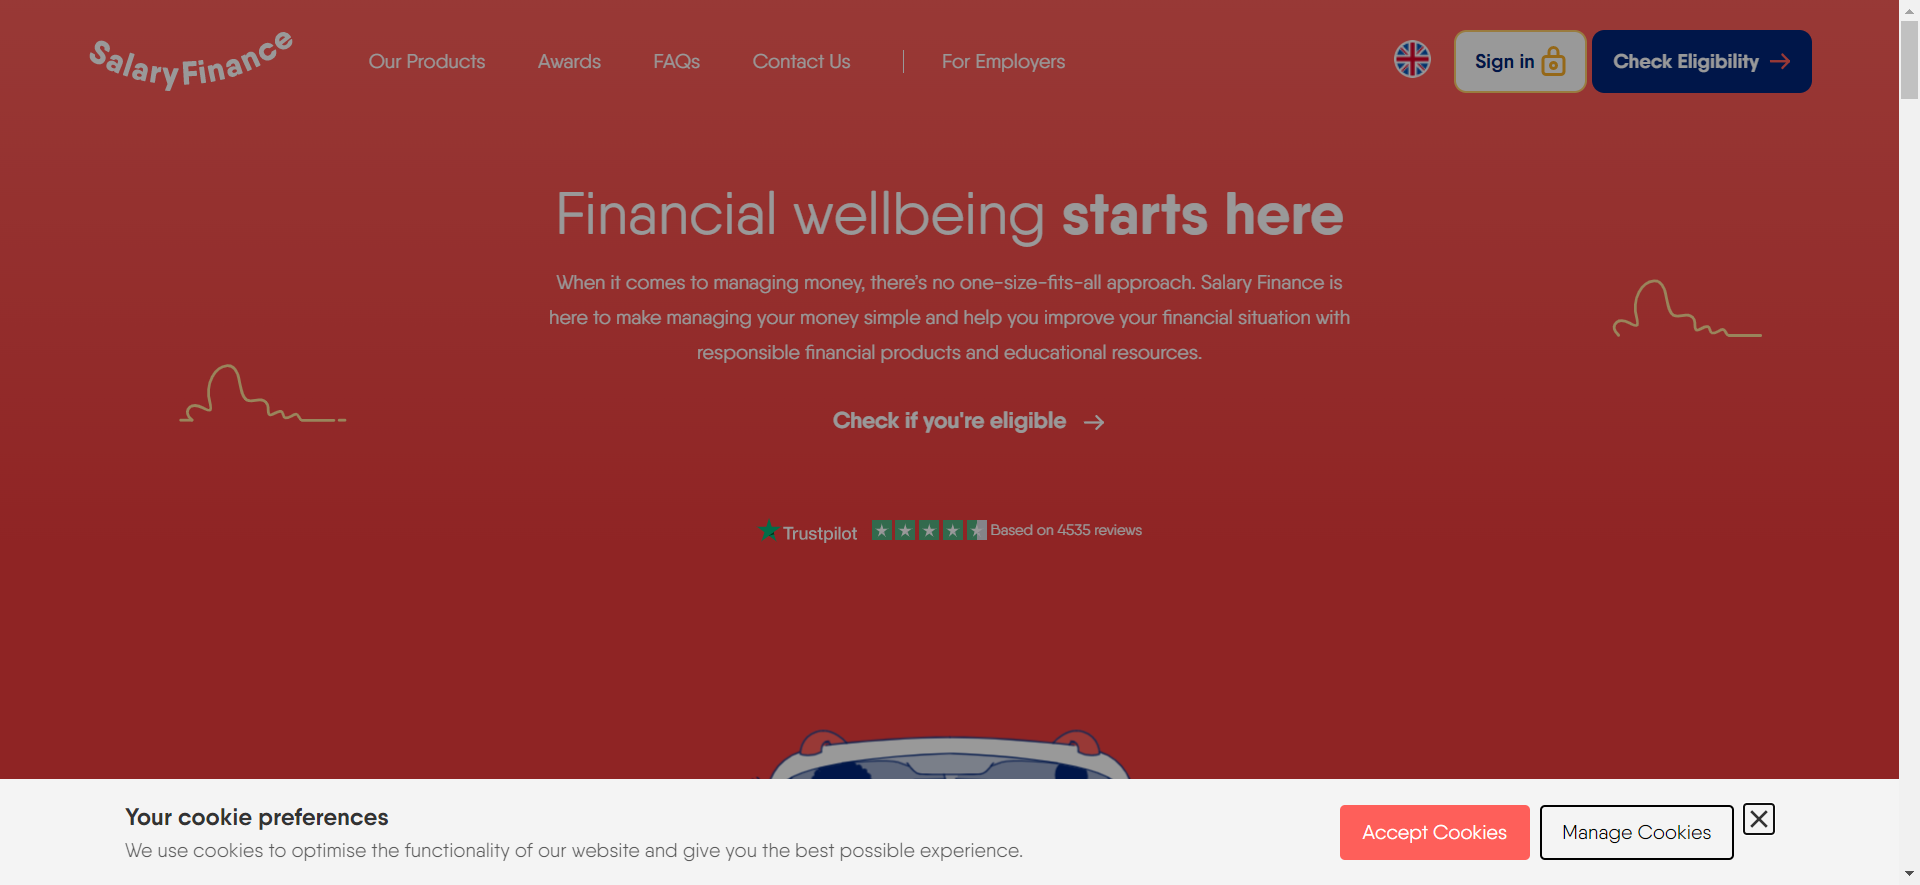 Salary Finance
Our Products
Awards
FAQs
Contact Us
For Employers
Sign in
Check Eligibility
Financial wellbeing starts here
When it comes to managing money, there's no one-size-fits-all approach. Salary Finance is
here to make managing your money simple and help you improve your financial situation with
responsible financial products and educational resources.
Check if you're eligible
Trustpilot
Based on 4535 reviews
Your cookie preferences
We use cookies to optimise the functionality of our website and give you the best possible experience.
Accept Cookies
Manage Cookies